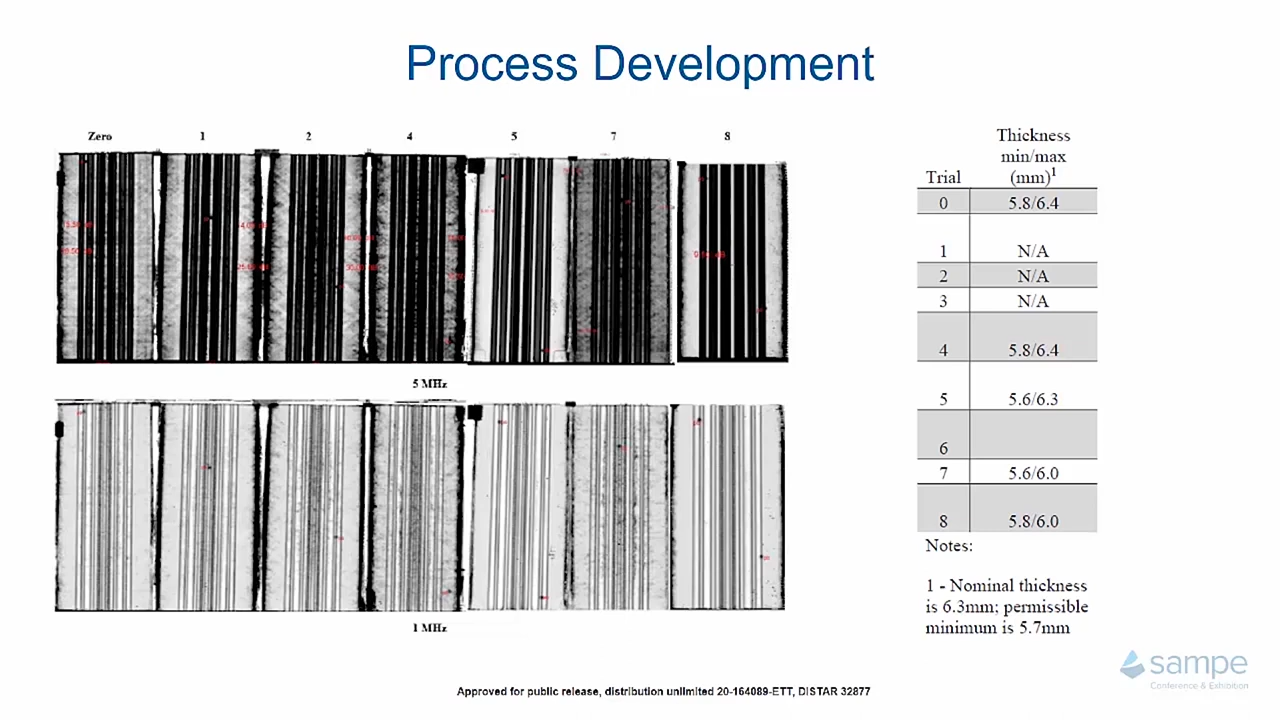 Process Development
Zero 1 2 4 5 7 8
5 MHz
1 MHz
Thickness
min/max
Trial (mm)1
0 5.8/6.4
1 N/A
2 N/A
3 N/A
4 5.8/6.4
5 5.6/6.3
6
7 5.6/6.0
8 5.8/6.0
Notes:
1 - Nominal thickness
is 6.3mm; permissible
minimum is 5.7mm
sampe
Conference & Exhibition
Approved for public release, distribution unlimited 20-164089-ETT, DISTAR 32877